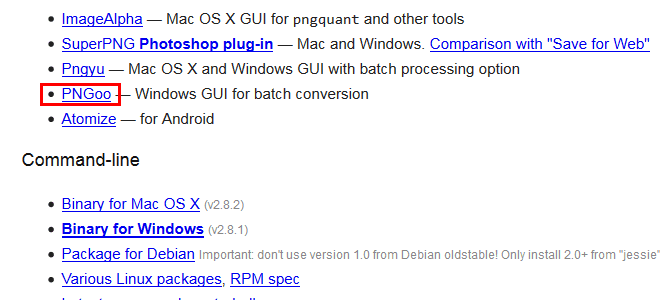 ImageAlpha — Mac OS X GUI for pngquant and other tools
SuperPNG Photoshop plug-in — Mac and Windows. Comparison with "Save for Web"
Pngyu — Mac OS X and Windows GUI with batch processing option
PNGoo — Windows GUI for batch conversion
Atomize — for Android
Command-line
Binary for Mac OS X (v2.8.2)
Binary for Windows (v2.8.1)
Package for Debian Important: don't use version 1.0 from Debian oldstable! Only install 2.0+ from "jessie"
Various Linux packages, RPM spec